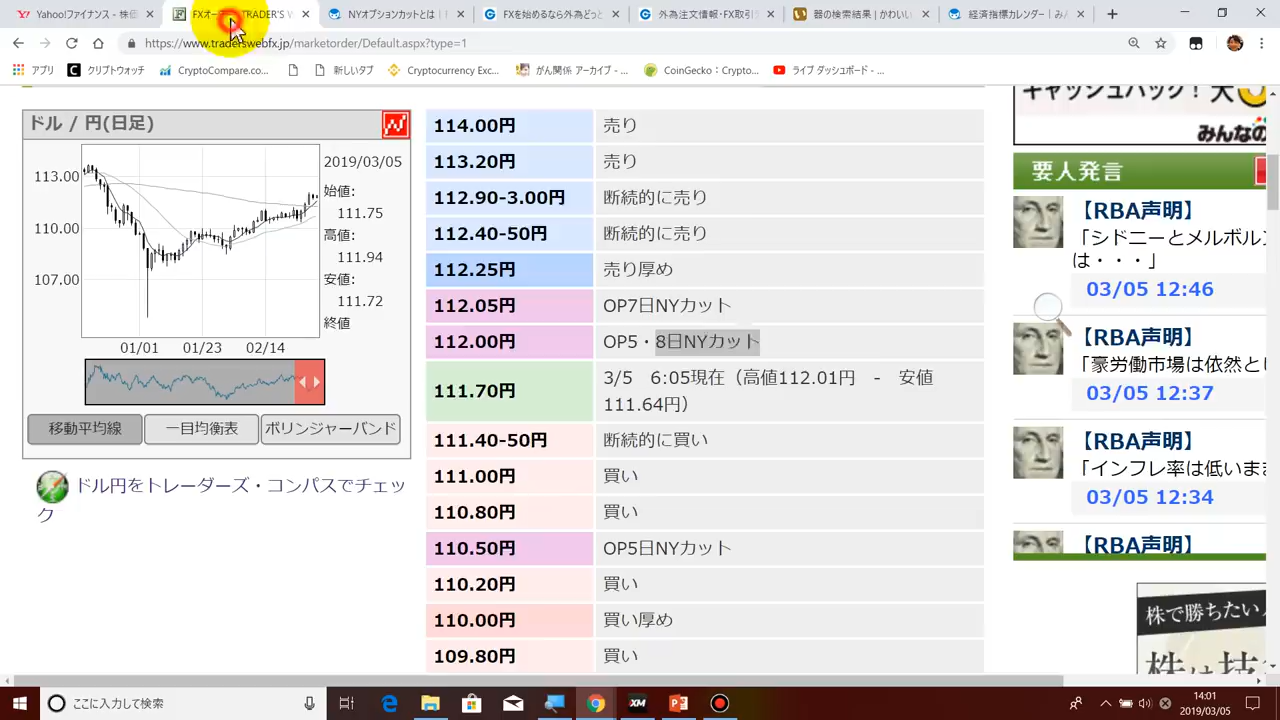 Yahoo!ファイナンス - 株価
FXオー
TRADER'S W
NYオプションカットとは |
FXを始めるなら外為どっと
外為注文情報･FX取引
器の検索結果 | かわいい
経済指標カレンダー | みん
https://www.traderswebfx.jp/marketorder/Default.aspx?type=1
アプリ
クリプトウォッチ
CryptoCompare.co...
新しいタブ
Cryptocurrency Exc...
がん関係 アーカイブ - ...
CoinGecko: Crypto...
ライブ ダッシュボード - ...
ドル / 円(日足)
113.00
110.00
107.00
01/01 01/23 02/14
2019/03/05
始値:
111.75
高値:
111.94
安値:
111.72
終値
移動平均線 一目均衡表 ボリンジャーバンド
ドル円をトレーダーズ・コンパスでチェッ
ク
114.00円 売り
113.20円 売り
112.90-3.00円 断続的に売り
112.40-50円 断続的に売り
112.25円 売り厚め
112.05円 OP7日NYカット
112.00円 OP5・8日NYカット
111.70円 3/5 6:05現在（高値112.01円 - 安値
111.64円）
111.40-50円 断続的に買い
111.00円 買い
110.80円 買い
110.50円 OP5日NYカット
110.20円 買い
110.00円 買い厚め
109.80円 買い
キャッシュバック！
みんなの
要人発言
【RBA声明】
「シドニーとメルボル
は・・・」
03/05 12:46
【RBA声明】
「豪労働市場は依然と
03/05 12:37
【RBA声明】
「インフレ率は低いま
03/05 12:34
【RBA声明】
株で勝ちたい
株は技
ここに入力して検索
XM
14:01
2019/03/05